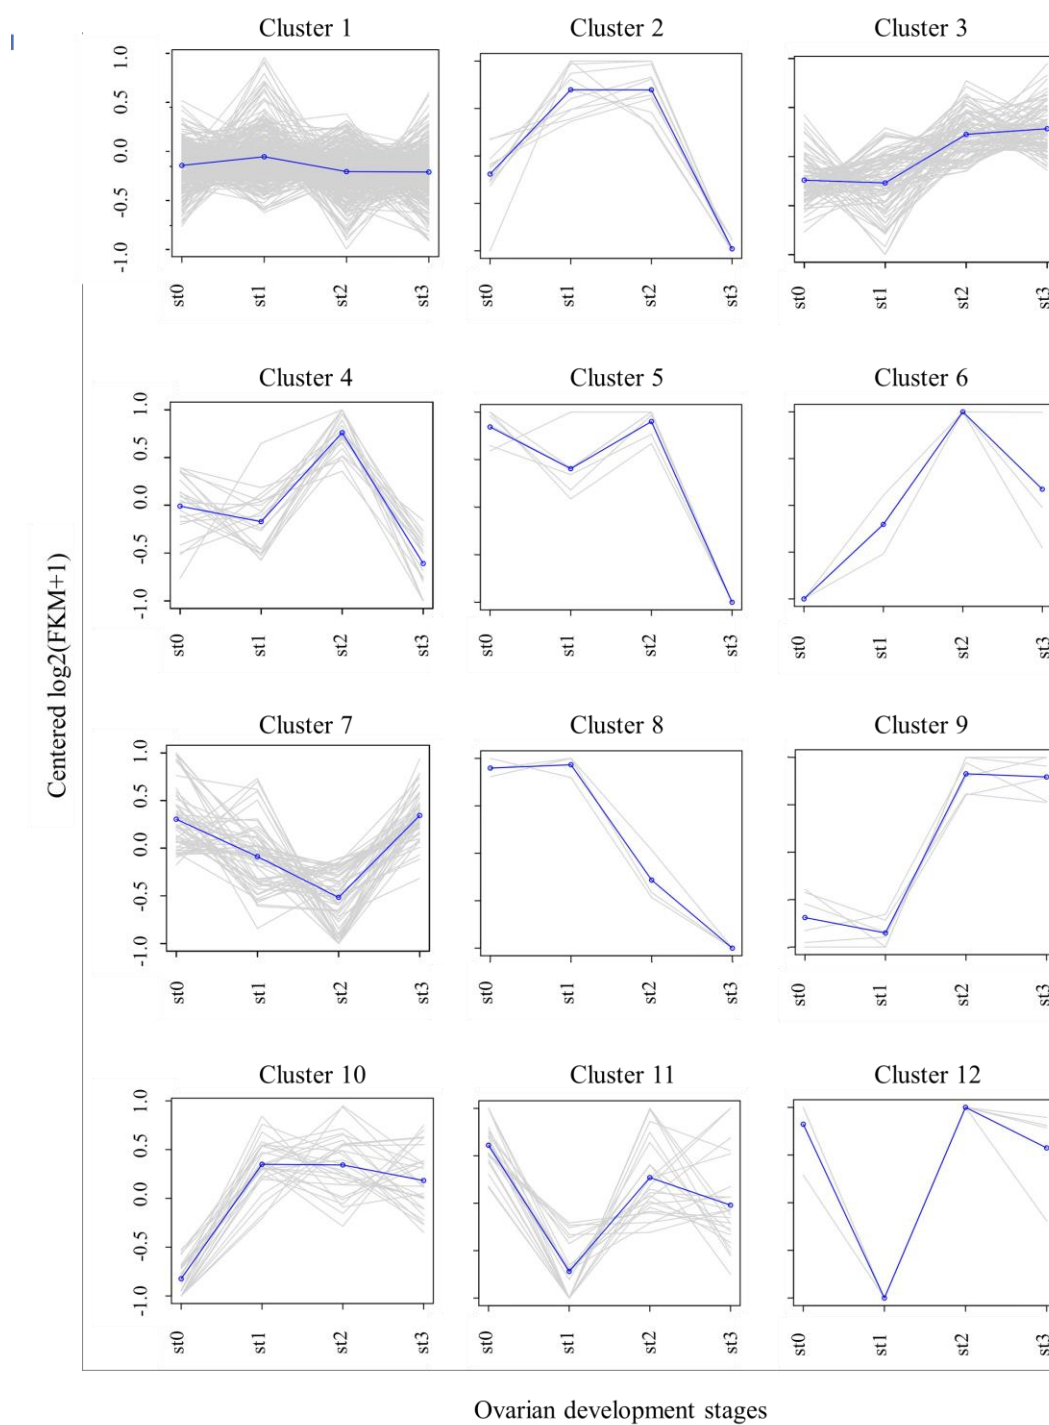 Cluster 1
Cluster 2
Cluster 3
1.0
0.5
0.0
-0.5
-1.0
st0 st1 st2 st3
st0 st1 st2 st3
st0 st1 st2 st3
Cluster 4
Cluster 5
Cluster 6
1.0
0.5
0.0
-0.5
-1.0
st0 st1 st2 st3
st0 st1 st2 st3
st0 st1 st2 st3
Centered log2(FKM+1)
Cluster 7
Cluster 8
Cluster 9
1.0
0.5
0.0
-0.5
-1.0
st0 st1 st2 st3
st0 st1 st2 st3
st0 st1 st2 st3
Cluster 10
Cluster 11
Cluster 12
1.0
0.5
0.0
-0.5
-1.0
st0 st1 st2 st3
st0 st1 st2 st3
st0 st1 st2 st3
Ovarian development stages